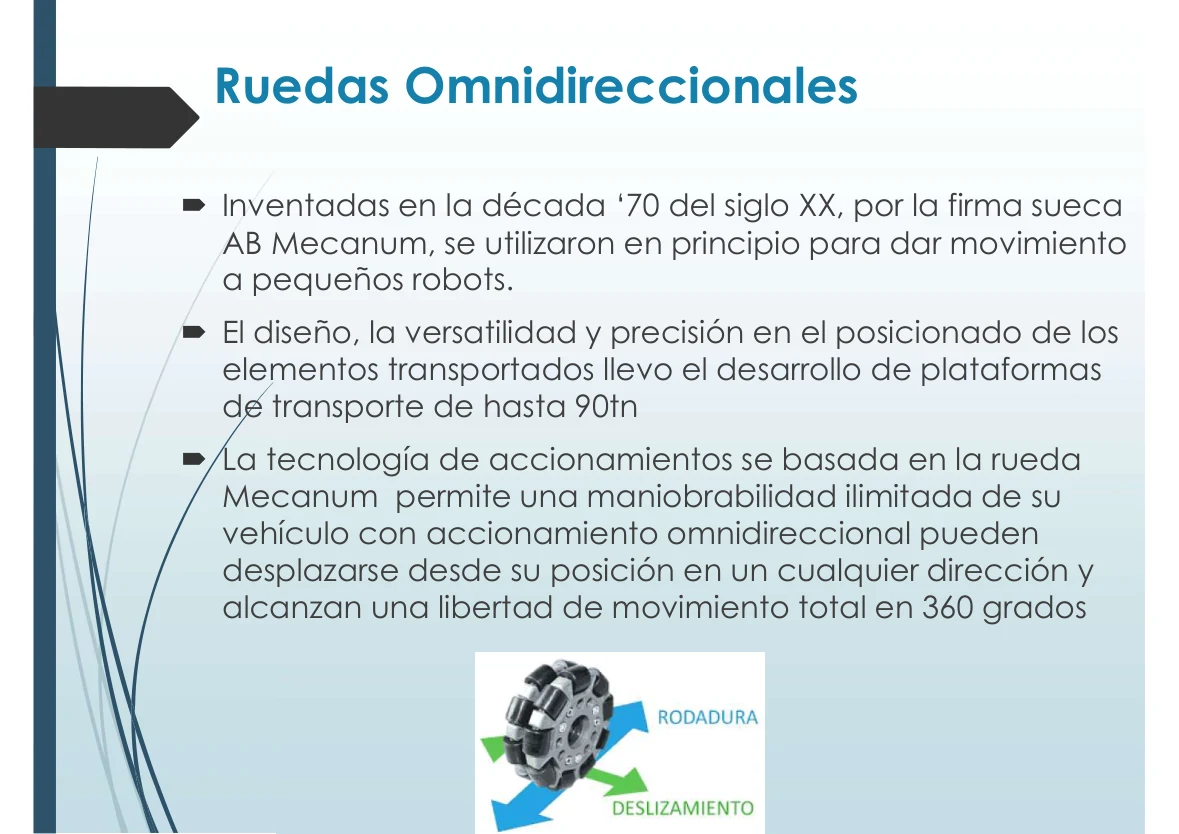 Ruedas Omnidireccionales
Inventadas en la década ‘70 del siglo XX, por la firma sueca
AB Mecanum, se utilizaron en principio para dar movimiento
a pequeños robots.
El diseño, la versatilidad y precisión en el posicionado de los
elementos transportados llevo el desarrollo de plataformas
de transporte de hasta 90tn
La tecnología de accionamientos se basada en la rueda
Mecanum  permite una maniobrabilidad ilimitada de su
vehículo con accionamiento omnidireccional pueden
desplazarse desde su posición en un cualquier dirección y
alcanzan una libertad de movimiento total en 360 grados
RODADURA
DESLIZAMIENTO